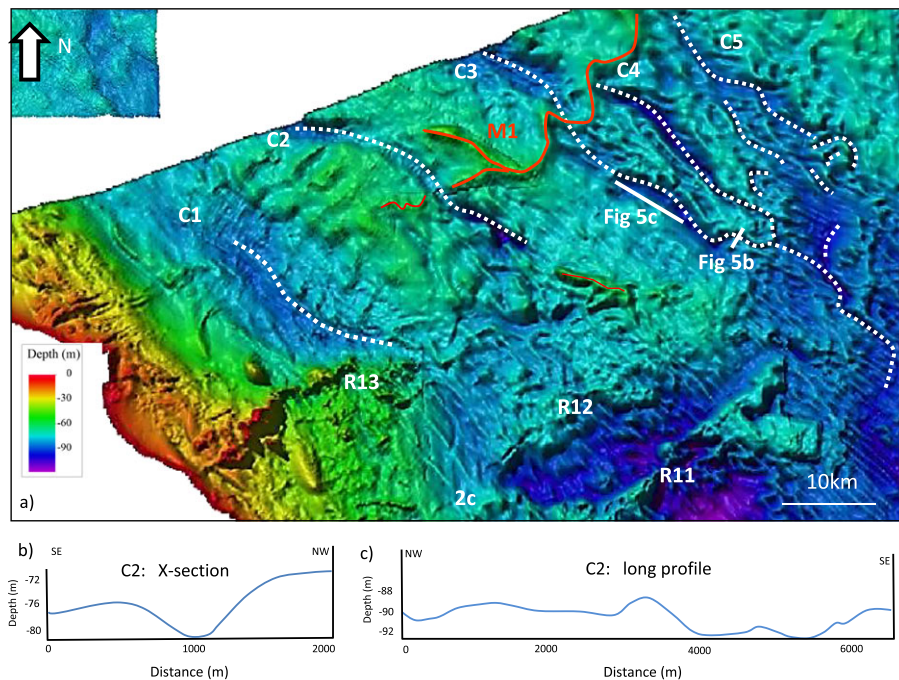 N
C5
C3
C4
M1
C2
C1
Fig 5c
Fig 5b
Depth (m)
0
-30
-60
-90
R13
R12
R11
10km
2c
a)
b)
SE
NW
C2: X-section
Depth (m)
-72
-76
-80
0
1000
2000
Distance (m)
c)
NW
SE
C2: long profile
Depth (m)
-88
-90
-92
0
2000
4000
6000
Distance (m)